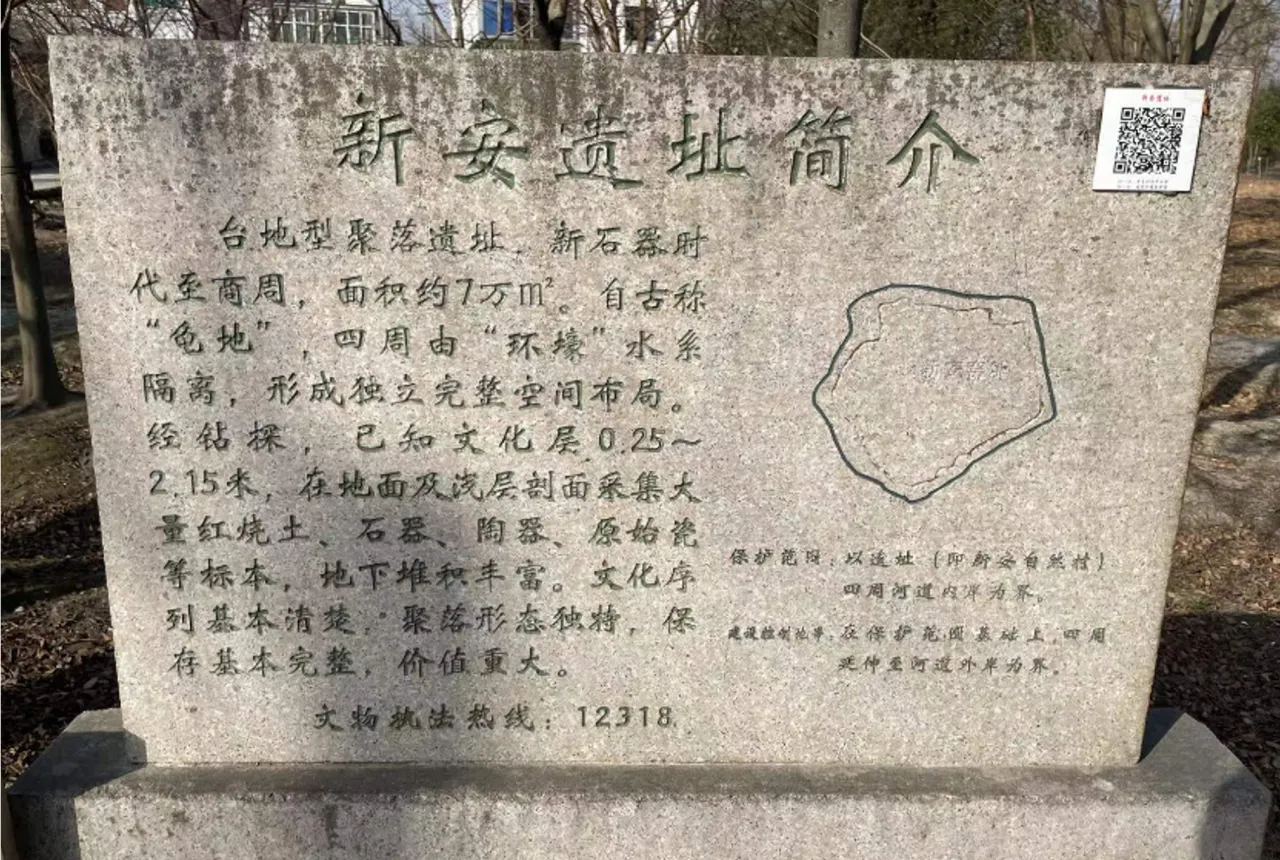 新安遗址简介
台地型聚落遗址，新石器时
代至商周，面积约7万㎡。自古称
“龟地”，四周由“环壕”水系
隔离，形成独立完整空间布局。
经钻探，已知文化层0.25～
2.15米，在地面及浅层剖面采集大
量红烧土、石器、陶器、原始瓷
等标本，地下堆积丰富。文化序
列基本清楚，聚落形态独特，保
存基本完整，价值重大。
文物执法热线：12318
新安遗址
新安遗址
保护范围：以遗址（即新安自然村）
四周河道内岸为界。
建设控制地带：在保护范围基础上，四周
延伸至河道外岸为界。